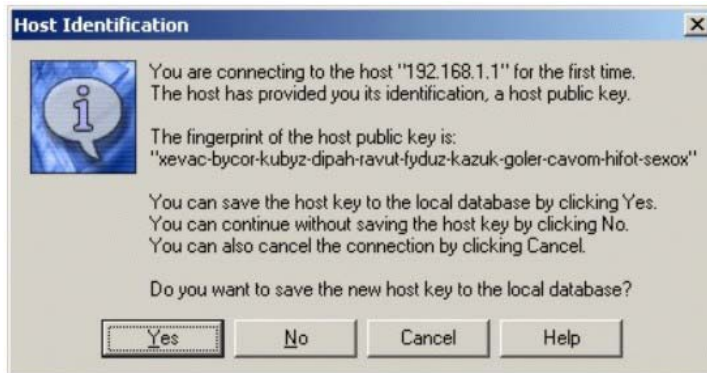 Host Identification
You are connecting to the host "192.168.1.1" for the first time.
The host has provided you its identification, a host public key.
The fingerprint of the host public key is:
"xevac-bycor-kubyz-dipah-ravut-fyduz-kazuk-goler-cavom-hifot-sexox"
You can save the host key to the local database by clicking Yes.
You can continue without saving the host key by clicking No.
You can also cancel the connection by clicking Cancel.
Do you want to save the new host key to the local database?
Yes No Cancel Help